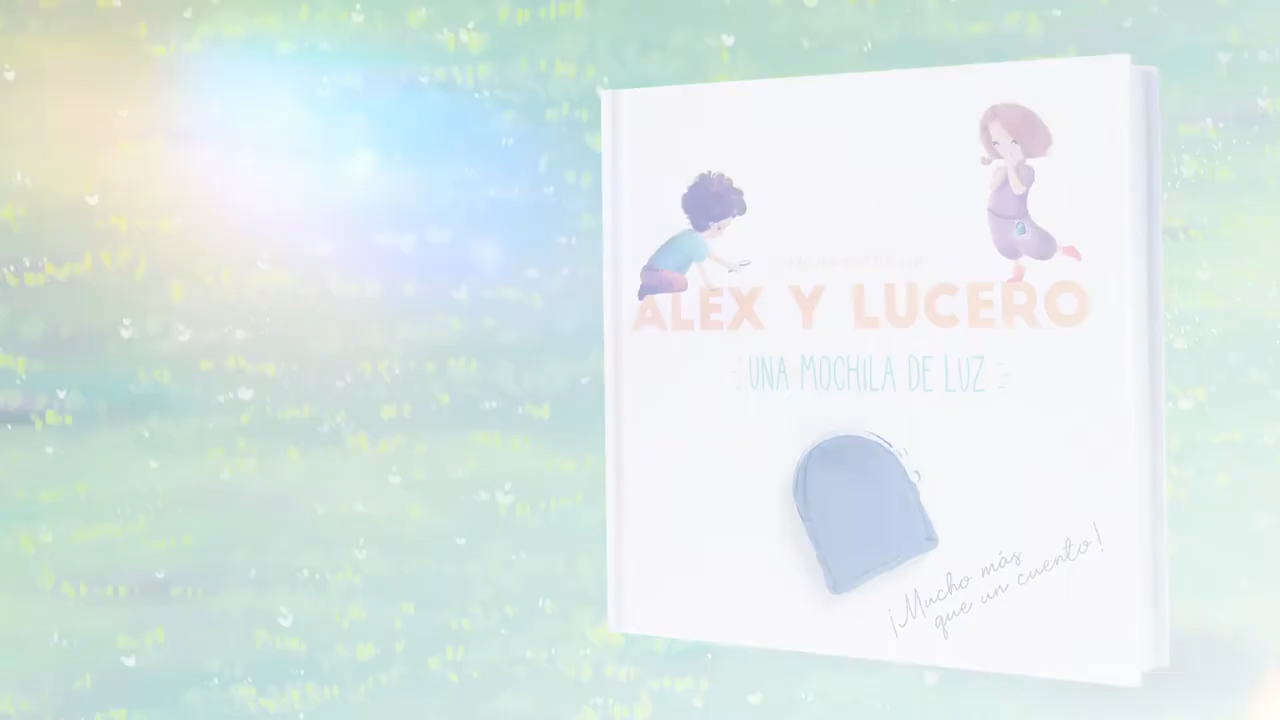 ALEX Y LUCERO
UNA MOCHILA DE LUZ
¡Mucho más
que un cuento!